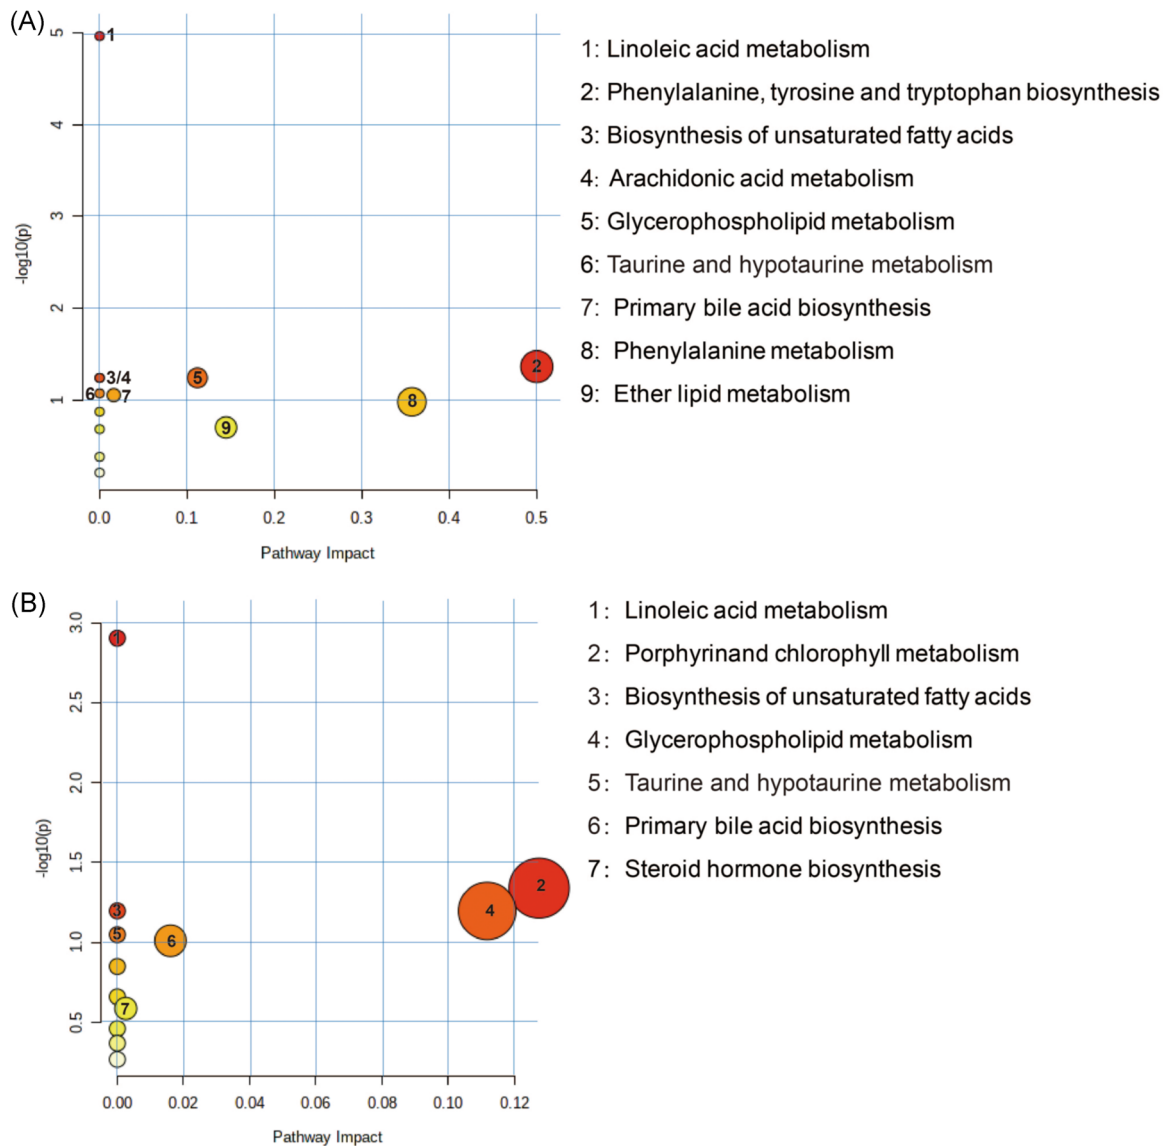 (A)
5
4
3
2
1
-log10(p)
1
2
3/4
5
6
7
8
9
0.0 0.1 0.2 0.3 0.4 0.5
Pathway Impact
1: Linoleic acid metabolism
2: Phenylalanine, tyrosine and tryptophan biosynthesis
3: Biosynthesis of unsaturated fatty acids
4: Arachidonic acid metabolism
5: Glycerophospholipid metabolism
6: Taurine and hypotaurine metabolism
7: Primary bile acid biosynthesis
8: Phenylalanine metabolism
9: Ether lipid metabolism
(B)
3.0
2.5
2.0
1.5
1.0
0.5
-log10(p)
1
2
3
4
5
6
7
0.00 0.02 0.04 0.06 0.08 0.10 0.12
Pathway Impact
1: Linoleic acid metabolism
2: Porphyrinand chlorophyll metabolism
3: Biosynthesis of unsaturated fatty acids
4: Glycerophospholipid metabolism
5: Taurine and hypotaurine metabolism
6: Primary bile acid biosynthesis
7: Steroid hormone biosynthesis